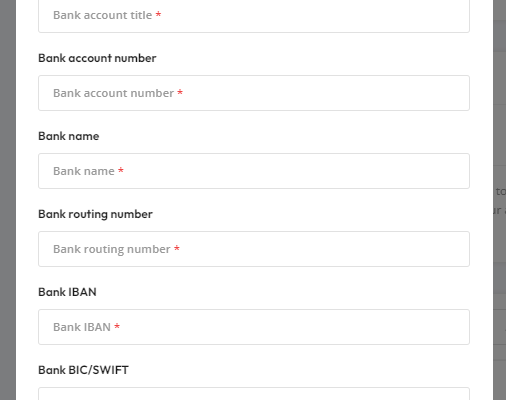 Bank account title *
Bank account number
Bank account number *
Bank name
Bank name *
Bank routing number
Bank routing number *
Bank IBAN
Bank IBAN *
Bank BIC/SWIFT
to